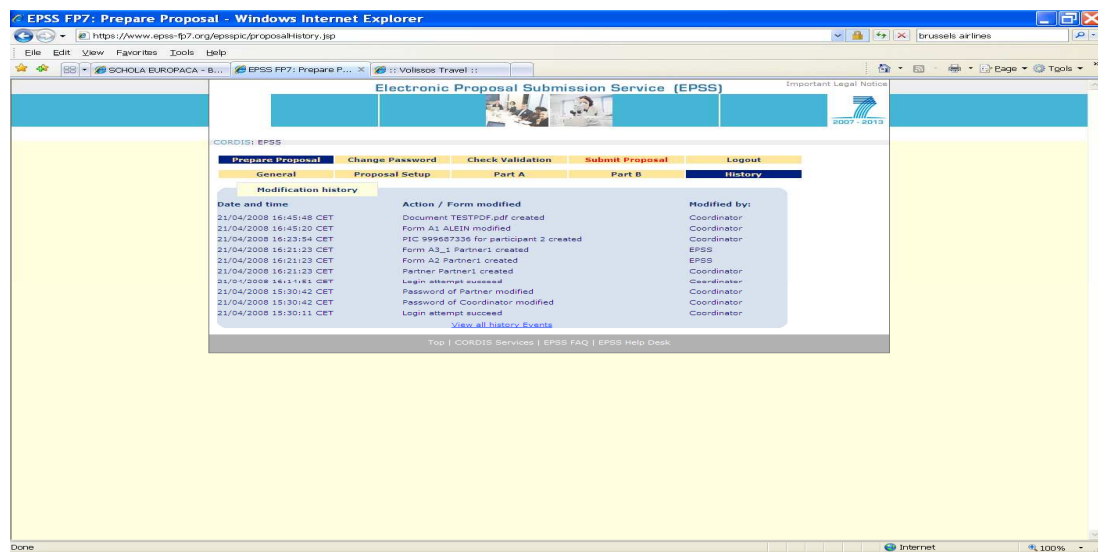 EPSS FP7: Prepare Proposal - Windows Internet Explorer
https://www.epss-fp7.org/epsspic/proposalHistory.jsp brussels airlines
File Edit View Favorites Tools Help
SCHOLA EUROPACA - B... EPSS FP7: Prepare P... :: Volissos Travel :: Page Tools
Electronic Proposal Submission Service (EPSS) Important Legal Notice
7
2007 - 2013
CORDIS: EPSS
Prepare Proposal Change Password Check Validation Submit Proposal Logout
General Proposal Setup Part A Part B History
Modification history
Date and time Action / Form modified Modified by:
21/04/2008 16:45:48 CET Document TESTPDF.pdf created Coordinator
21/04/2008 16:45:20 CET Form A1 ALEIN modified Coordinator
21/04/2008 16:23:54 CET PIC 999687336 for participant 2 created Coordinator
21/04/2008 16:21:23 CET Form A3_1 Partner1 created EPSS
21/04/2008 16:21:23 CET Form A2 Partner1 created EPSS
21/04/2008 16:21:23 CET Partner Partner1 created Coordinator
21/04/2008 16:14:51 CET Login attempt succeed Coordinator
21/04/2008 15:30:42 CET Password of Partner modified Coordinator
21/04/2008 15:30:42 CET Password of Coordinator modified Coordinator
21/04/2008 15:30:11 CET Login attempt succeed Coordinator
View all history Events
Top | CORDIS Services | EPSS FAQ | EPSS Help Desk
Done Internet 100%